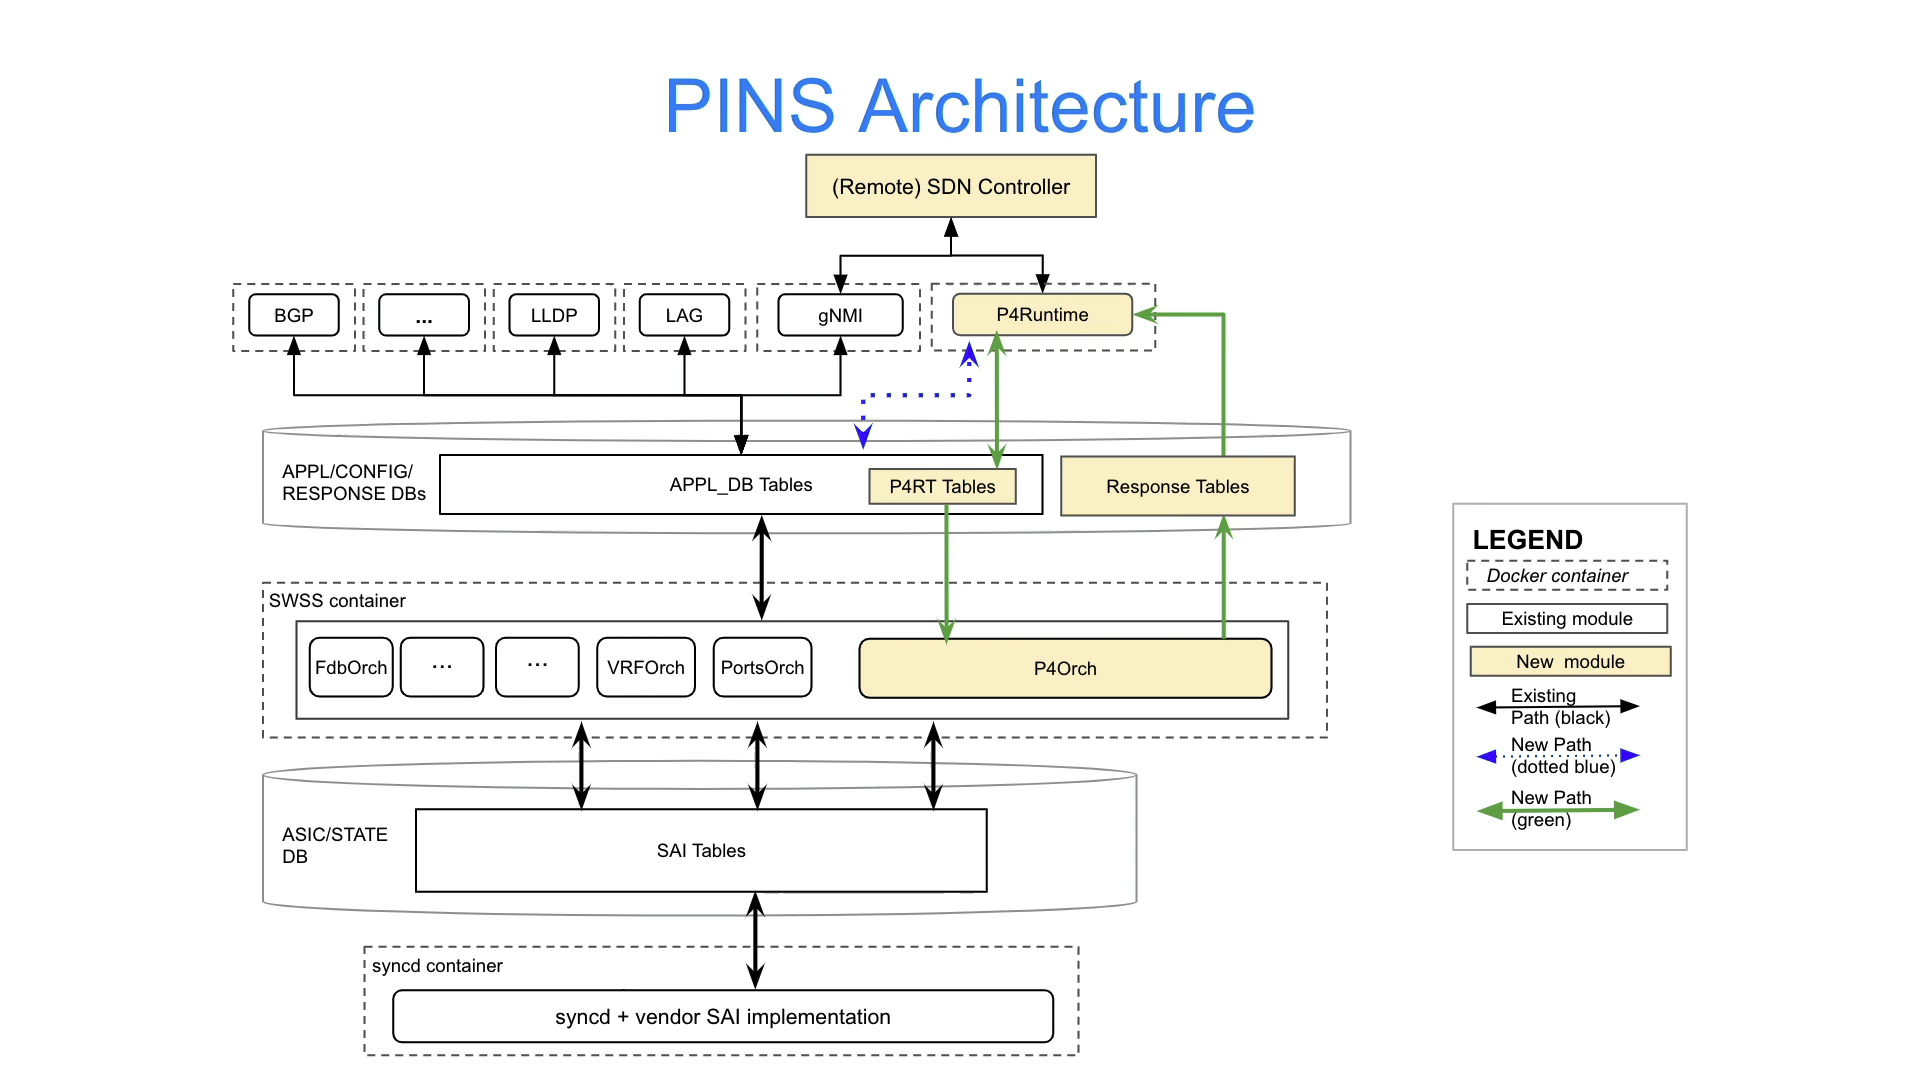 PINS Architecture
(Remote) SDN Controller
BGP
...
LLDP
LAG
gNMI
P4Runtime
APPL/CONFIG/
RESPONSE DBs
APPL_DB Tables
P4RT Tables
Response Tables
SWSS container
FdbOrch
...
...
VRFOrch
PortsOrch
P4Orch
ASIC/STATE
DB
SAI Tables
syncd container
syncd + vendor SAI implementation
LEGEND
Docker container
Existing module
New module
Existing
Path (black)
New Path
(dotted blue)
New Path
(green)